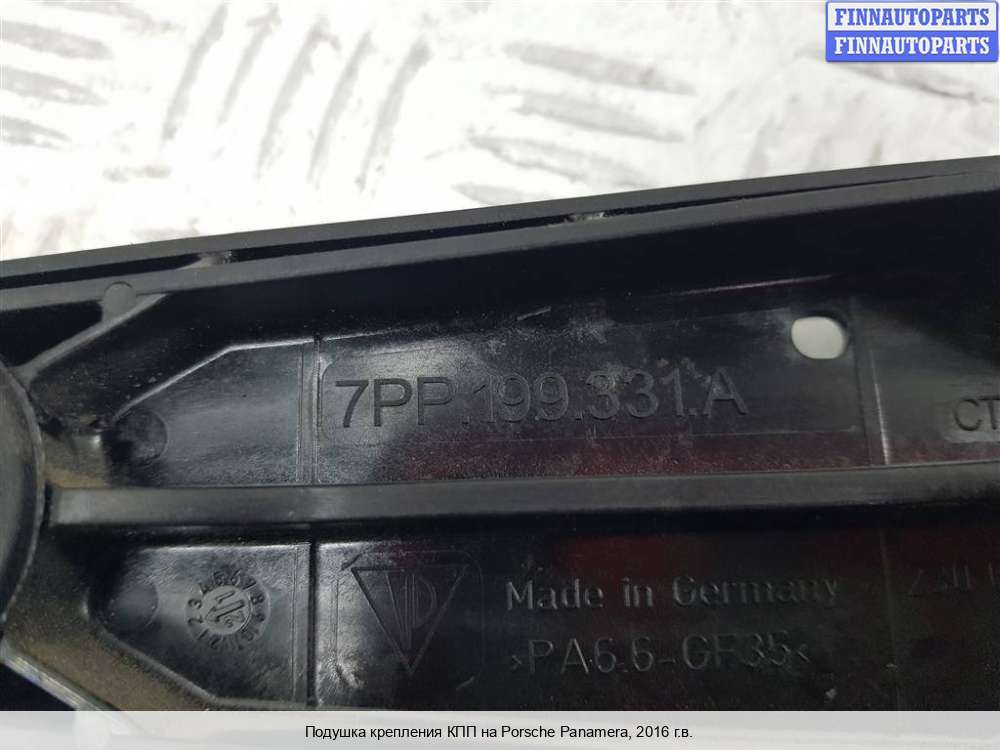 FINNAUTOPARTS
FINNAUTOPARTS
7PP.199.331.A
Made in Germany
>PA6.6-GF35<
Подушка крепления КПП на Porsche Panamera, 2016 г.в.